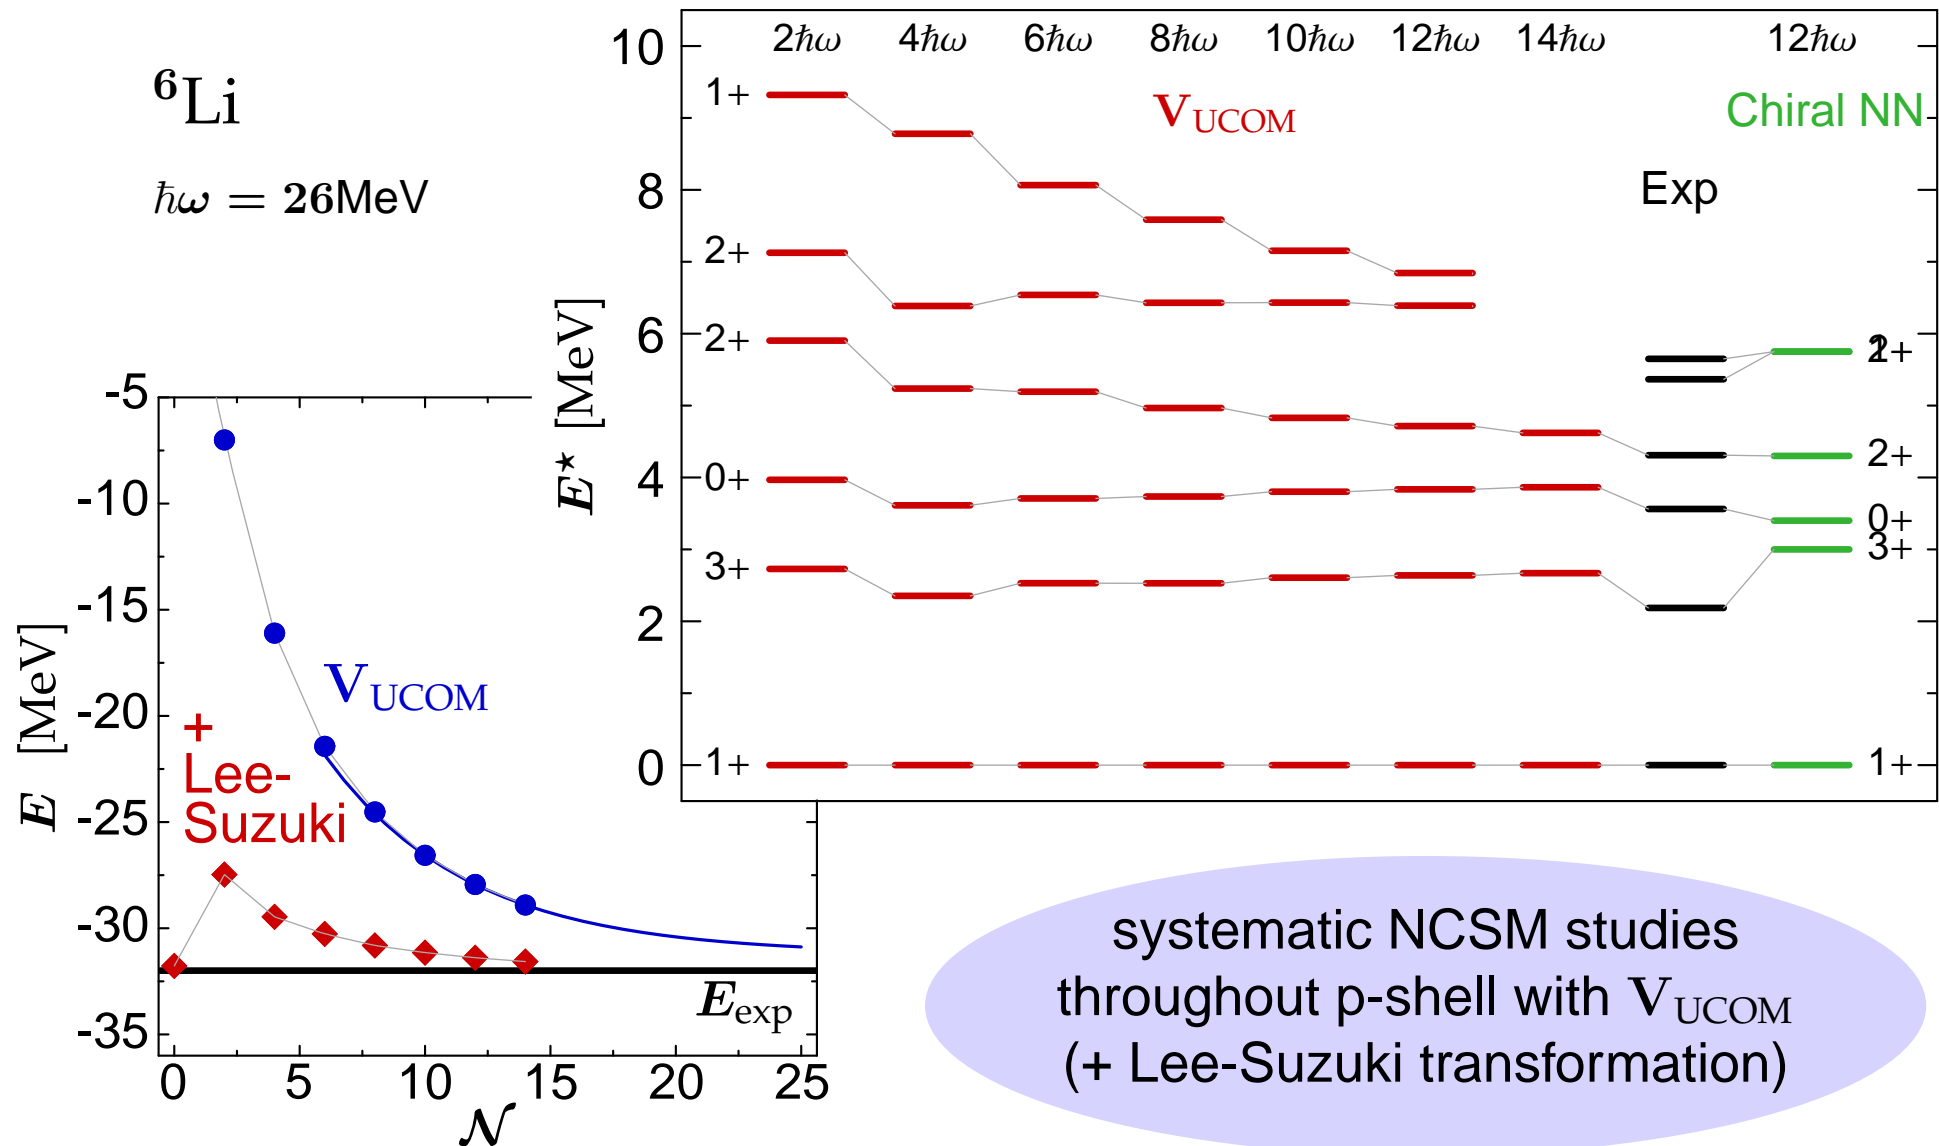 ⁶Li
ħω = 26MeV
2ħω 4ħω 6ħω 8ħω 10ħω 12ħω 14ħω 12ħω
V_UCOM
Chiral NN
Exp
E* [MeV]
10
8
6
4
2
0
1+
2+
2+
0+
3+
1+
2+
2+
0+
3+
1+
E [MeV]
-5
-10
-15
-20
-25
-30
-35
V_UCOM
+
Lee-
Suzuki
E_exp
0 5 10 15 20 25
𝒩
systematic NCSM studies
throughout p-shell with V_UCOM
(+ Lee-Suzuki transformation)